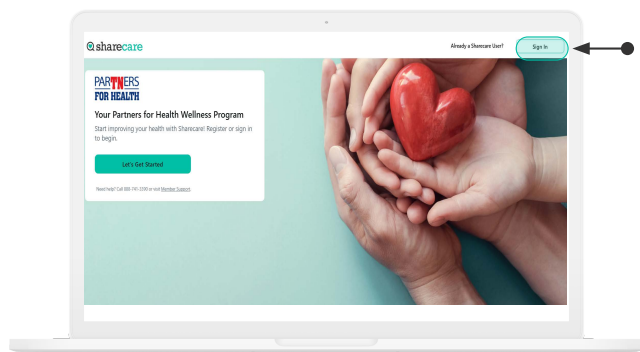 sharecare
Already a Sharecare User?
Sign In
PARTNERS
FOR HEALTH
Your Partners for Health Wellness Program
Start improving your health with Sharecare! Register or sign in
to begin.
Let's Get Started
Need help? Call 888-741-3390 or visit Member Support.